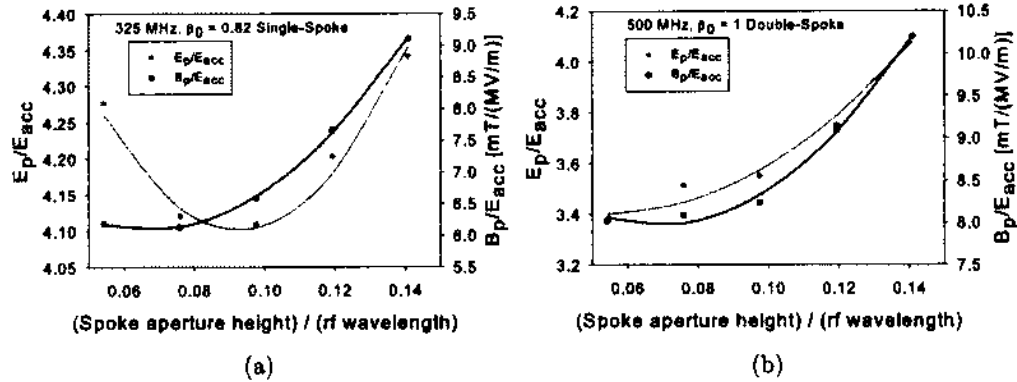 325 MHz, β₀ = 0.82 Single-Spoke
Eₚ/Eacc
Bₚ/Eacc
Eₚ/Eacc
4.40
4.35
4.30
4.25
4.20
4.15
4.10
4.05
9.5
9.0
8.5
8.0
7.5
7.0
6.5
6.0
5.5
Bₚ/Eacc [mT/(MV/m)]
0.06 0.08 0.10 0.12 0.14
(Spoke aperture height) / (rf wavelength)
(a)
500 MHz, β₀ = 1 Double-Spoke
Eₚ/Eacc
Bₚ/Eacc
Eₚ/Eacc
4.2
4.0
3.8
3.6
3.4
3.2
10.5
10.0
9.5
9.0
8.5
8.0
7.5
Bₚ/Eacc [mT/(MV/m)]
0.06 0.08 0.10 0.12 0.14
(Spoke aperture height) / (rf wavelength)
(b)